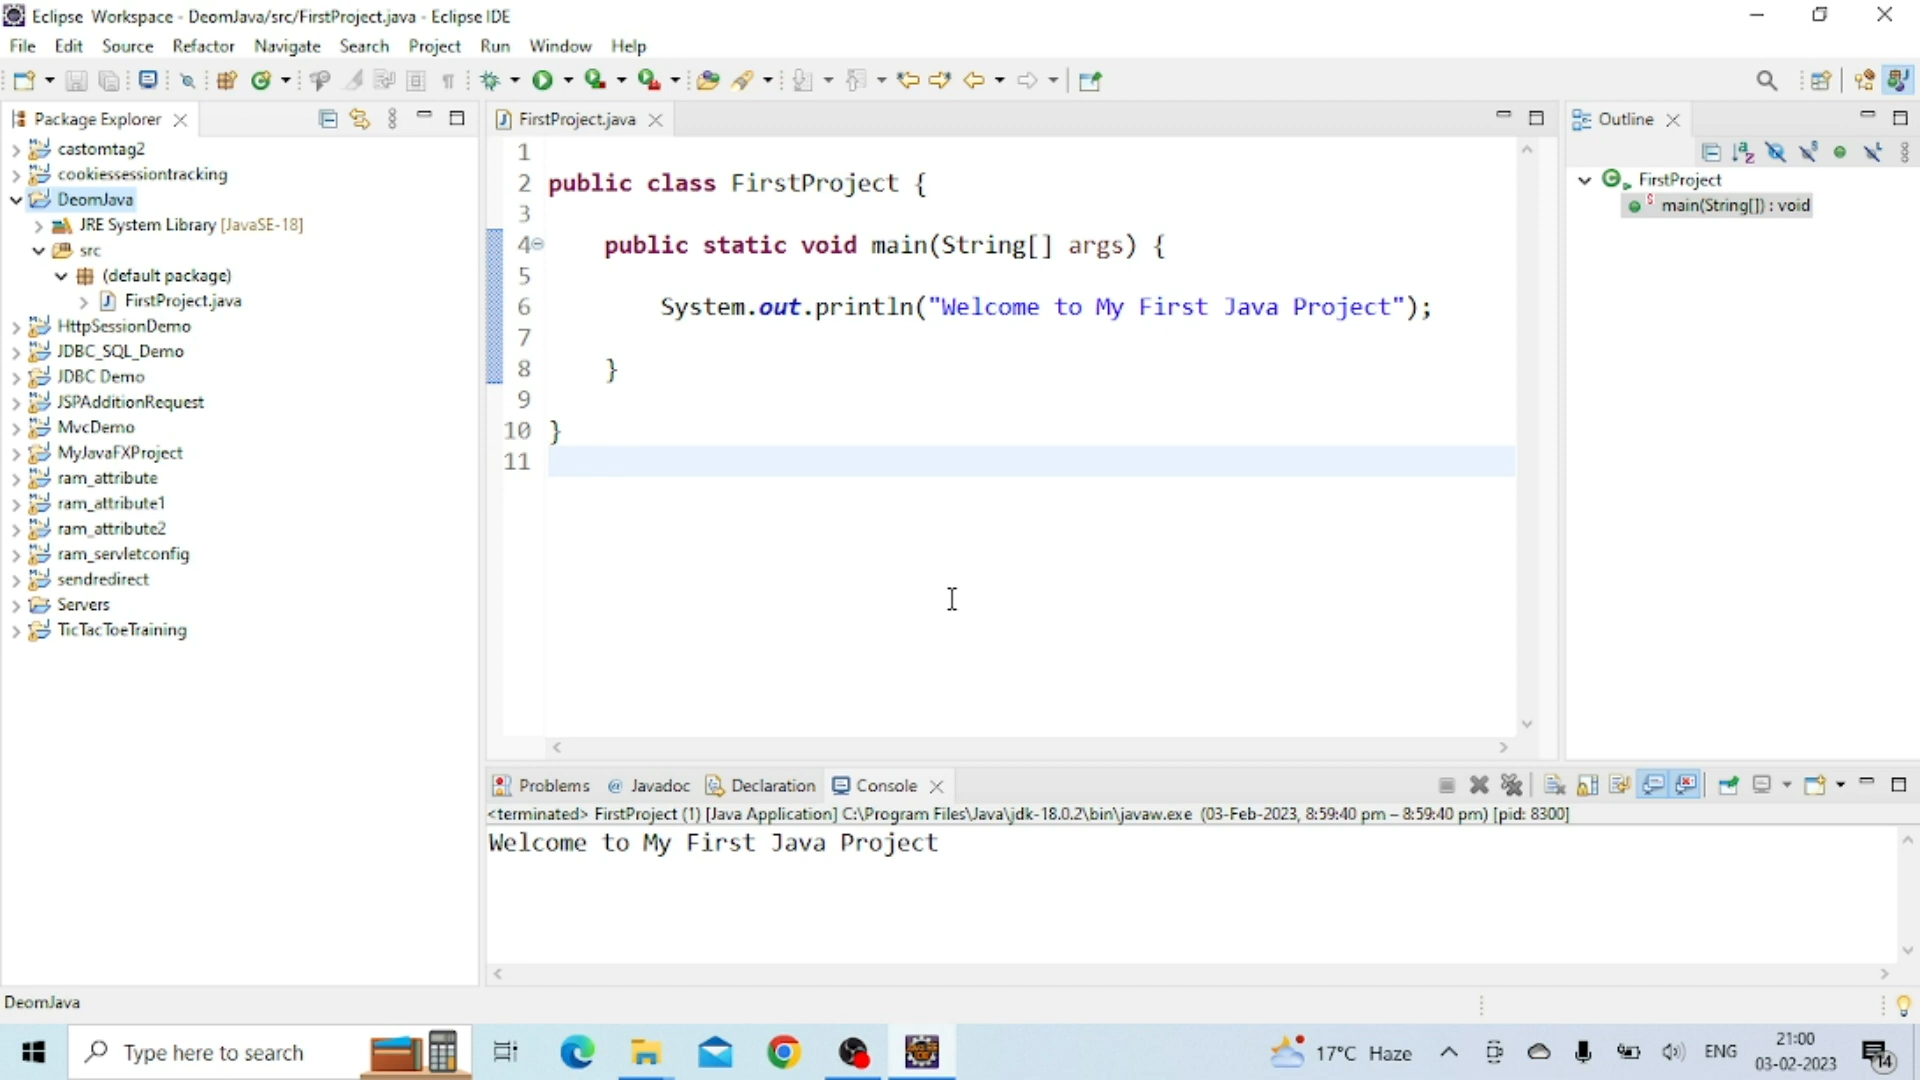 Eclipse Workspace - DeomJava/src/FirstProject.java - Eclipse IDE
File Edit Source Refactor Navigate Search Project Run Window Help
Package Explorer
castomtag2
cookiessessiontracking
DeomJava
JRE System Library [JavaSE-18]
src
(default package)
FirstProject.java
HttpSessionDemo
JDBC_SQL_Demo
JDBC Demo
JSPAdditionRequest
MvcDemo
MyJavaFXProject
ram_attribute
ram_attribute1
ram_attribute2
ram_servletconfig
sendredirect
Servers
TicTacToeTraining
FirstProject.java
1
2 public class FirstProject {
3
4 public static void main(String[] args) {
5
6 System.out.println("Welcome to My First Java Project");
7
8 }
9
10 }
11
Outline
FirstProject
main(String[]) : void
Problems Javadoc Declaration Console
<terminated> FirstProject (1) [Java Application] C:\Program Files\Java\jdk-18.0.2\bin\javaw.exe (03-Feb-2023, 8:59:40 pm – 8:59:40 pm) [pid: 8300]
Welcome to My First Java Project
DeomJava
Type here to search
17°C Haze
ENG
21:00
03-02-2023
14